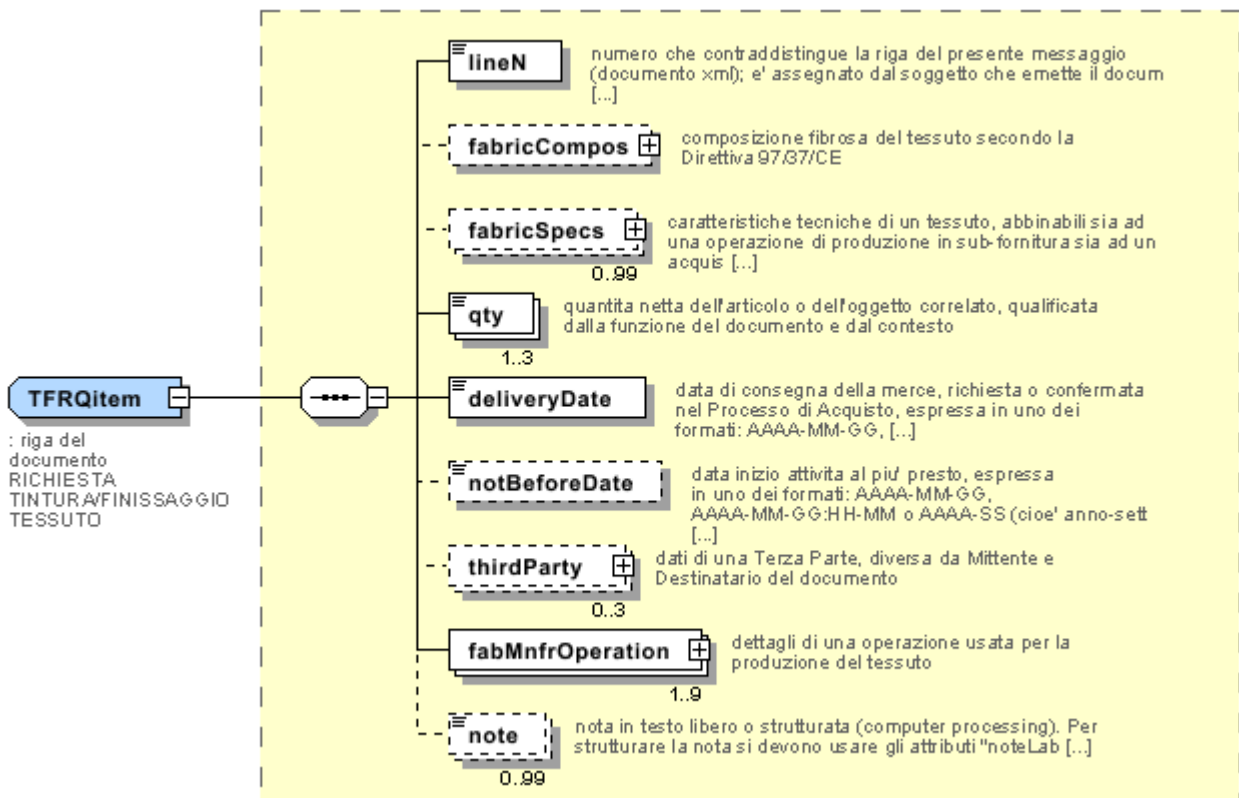 lineN
numero che contraddistingue la riga del presente messaggio
(documento xml); e' assegnato dal soggetto che emette il docum
[...]
fabricCompos
composizione fibrosa del tessuto secondo la
Direttiva 97/37/CE
fabricSpecs
0..99
caratteristiche tecniche di un tessuto, abbinabili sia ad
una operazione di produzione in sub-fornitura sia ad un
acquis [...]
qty
1..3
quantita netta dell'articolo o dell'oggetto correlato, qualificata
dalla funzione del documento e dal contesto
TFRQitem
: riga del
documento
RICHIESTA
TINTURA/FINISSAGGIO
TESSUTO
deliveryDate
data di consegna della merce, richiesta o confermata
nel Processo di Acquisto, espressa in uno dei
formati: AAAA-MM-GG, [...]
notBeforeDate
data inizio attivita al piu' presto, espressa
in uno dei formati: AAAA-MM-GG,
AAAA-MM-GG:HH-MM o AAAA-SS (cioe' anno-sett
[...]
thirdParty
0..3
dati di una Terza Parte, diversa da Mittente e
Destinatario del documento
fabMnfrOperation
1..9
dettagli di una operazione usata per la
produzione del tessuto
note
0..99
nota in testo libero o strutturata (computer processing). Per
strutturare la nota si devono usare gli attributi "noteLab [...]